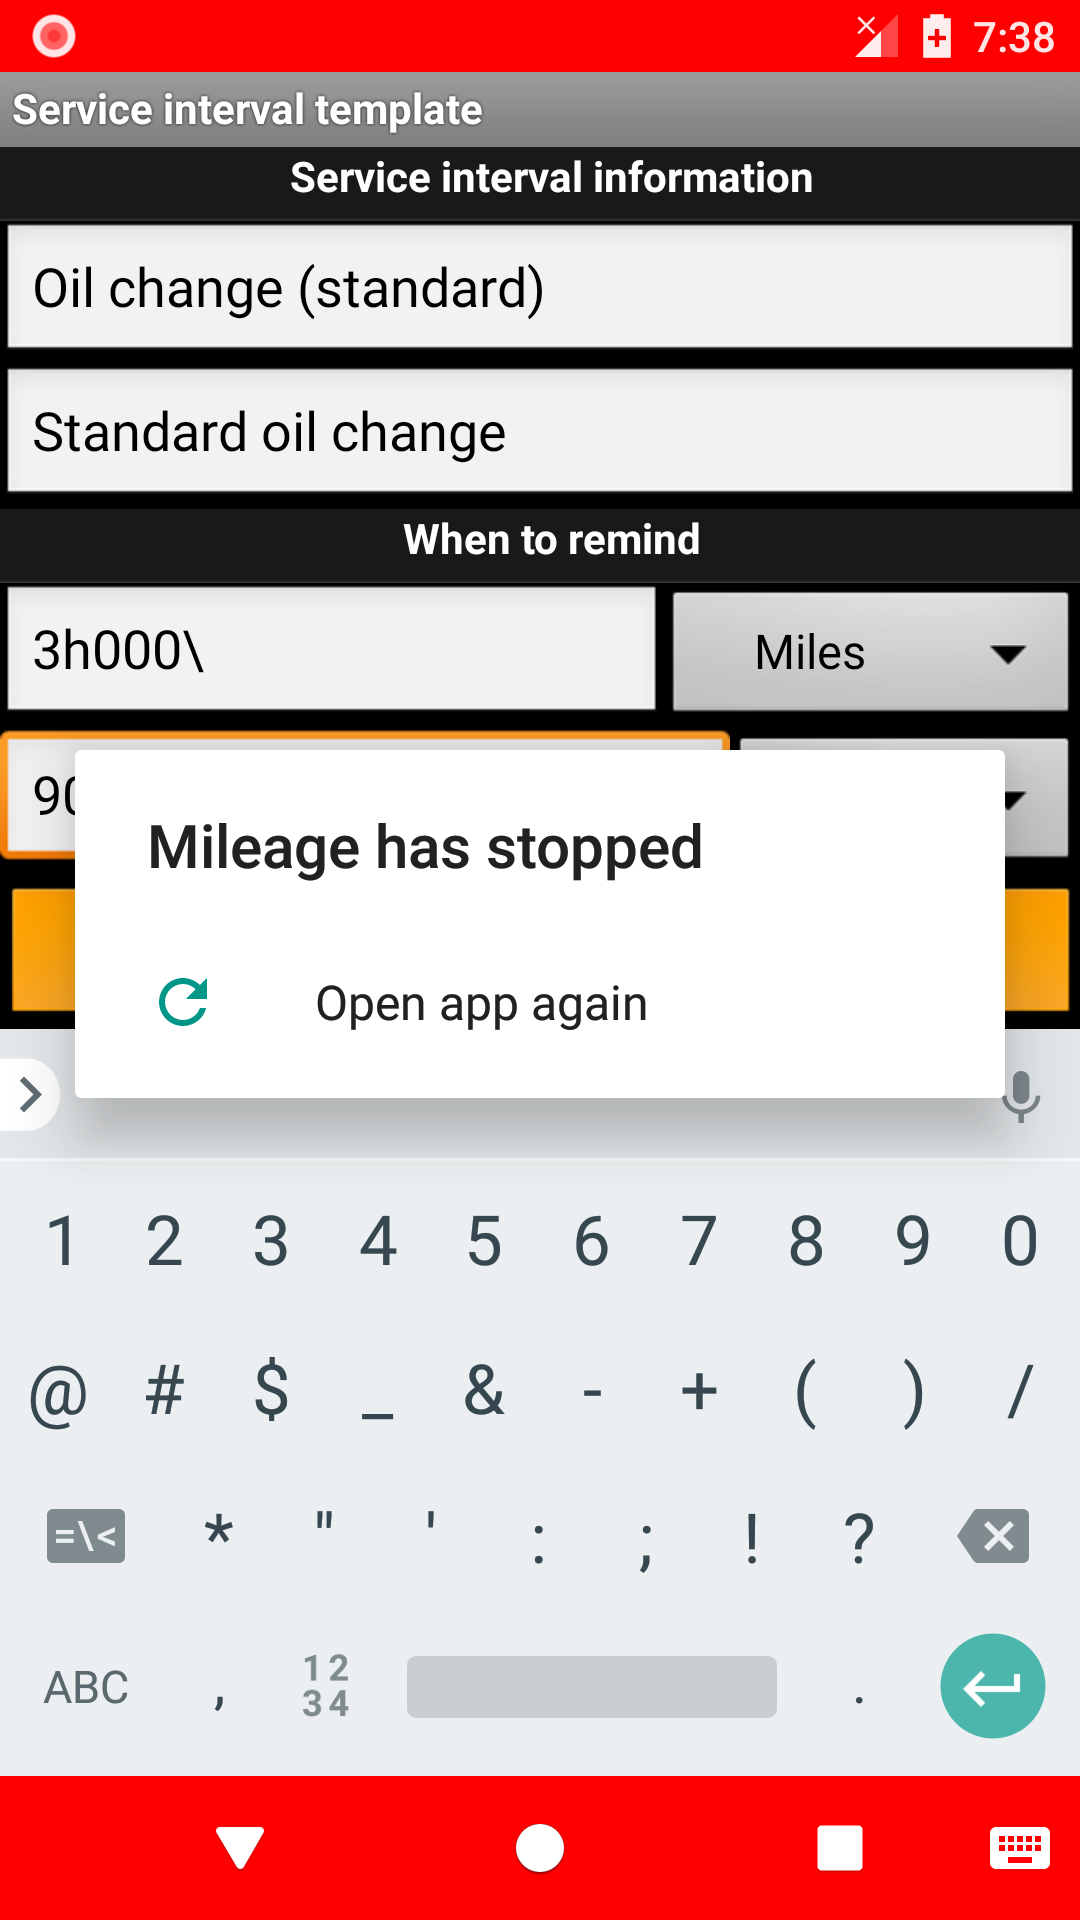 7:38
Service interval template
Service interval information
Oil change (standard)
Standard oil change
When to remind
3h000\
Miles
Mileage has stopped
Open app again
1 2 3 4 5 6 7 8 9 0
@ # $ _ & - + ( ) /
=\< * " ' : ; ! ?
ABC , 12 34 .